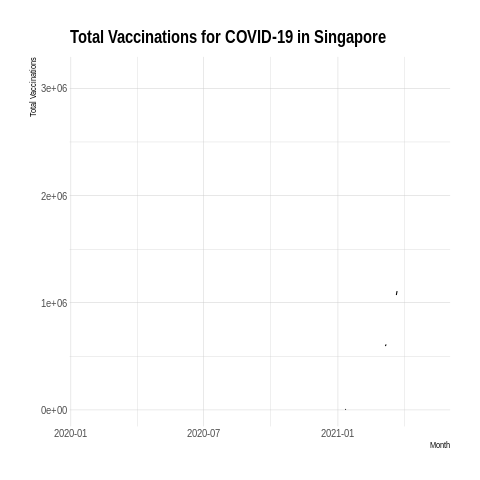 Total Vaccinations for COVID-19 in Singapore
Total Vaccinations
3e+06
2e+06
1e+06
0e+00
2020-01 2020-07 2021-01
Month